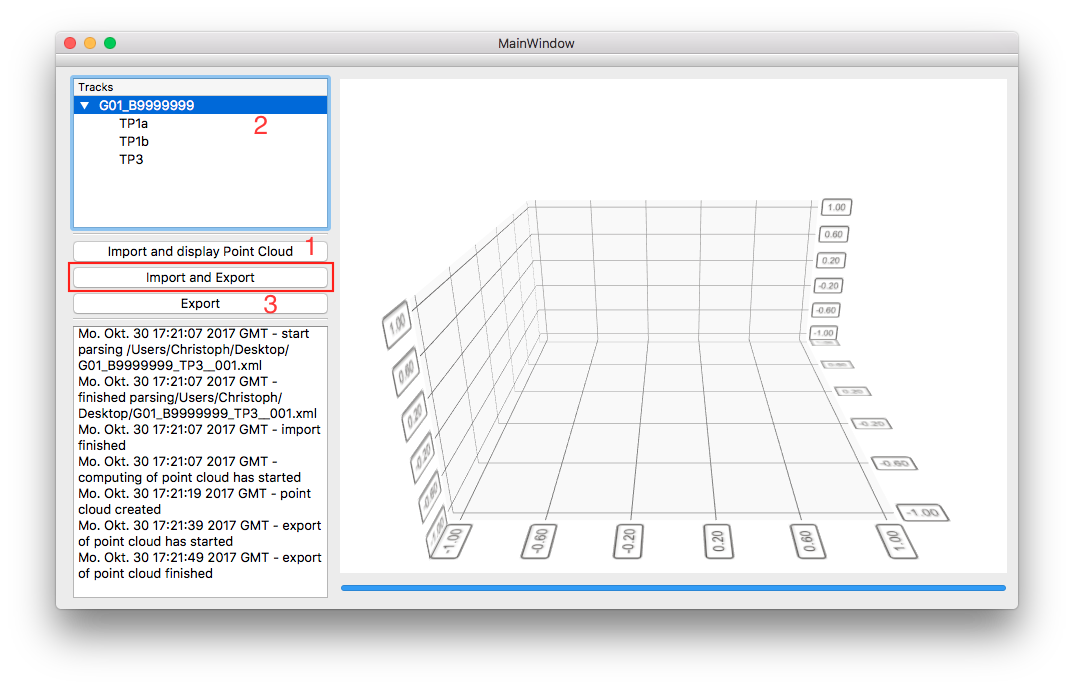 MainWindow
Tracks
G01_B9999999
TP1a
2
TP1b
TP3
Import and display Point Cloud 1
Import and Export
Export 3
Mo. Okt. 30 17:21:07 2017 GMT - start
parsing /Users/Christoph/Desktop/
G01_B9999999_TP3__001.xml
Mo. Okt. 30 17:21:07 2017 GMT -
finished parsing/Users/Christoph/
Desktop/G01_B9999999_TP3__001.xml
Mo. Okt. 30 17:21:07 2017 GMT - import
finished
Mo. Okt. 30 17:21:07 2017 GMT -
computing of point cloud has started
Mo. Okt. 30 17:21:19 2017 GMT - point
cloud created
Mo. Okt. 30 17:21:39 2017 GMT - export
of point cloud has started
Mo. Okt. 30 17:21:49 2017 GMT - export
of point cloud finished
1.00
0.60
0.20
-0.20
-0.60
-1.00
1.00
0.60
0.20
-0.20
-0.60
-1.00
0.60
0.20
-0.20
-0.60
-1.00
-1.00
-0.60
-0.20
0.20
0.60
1.00